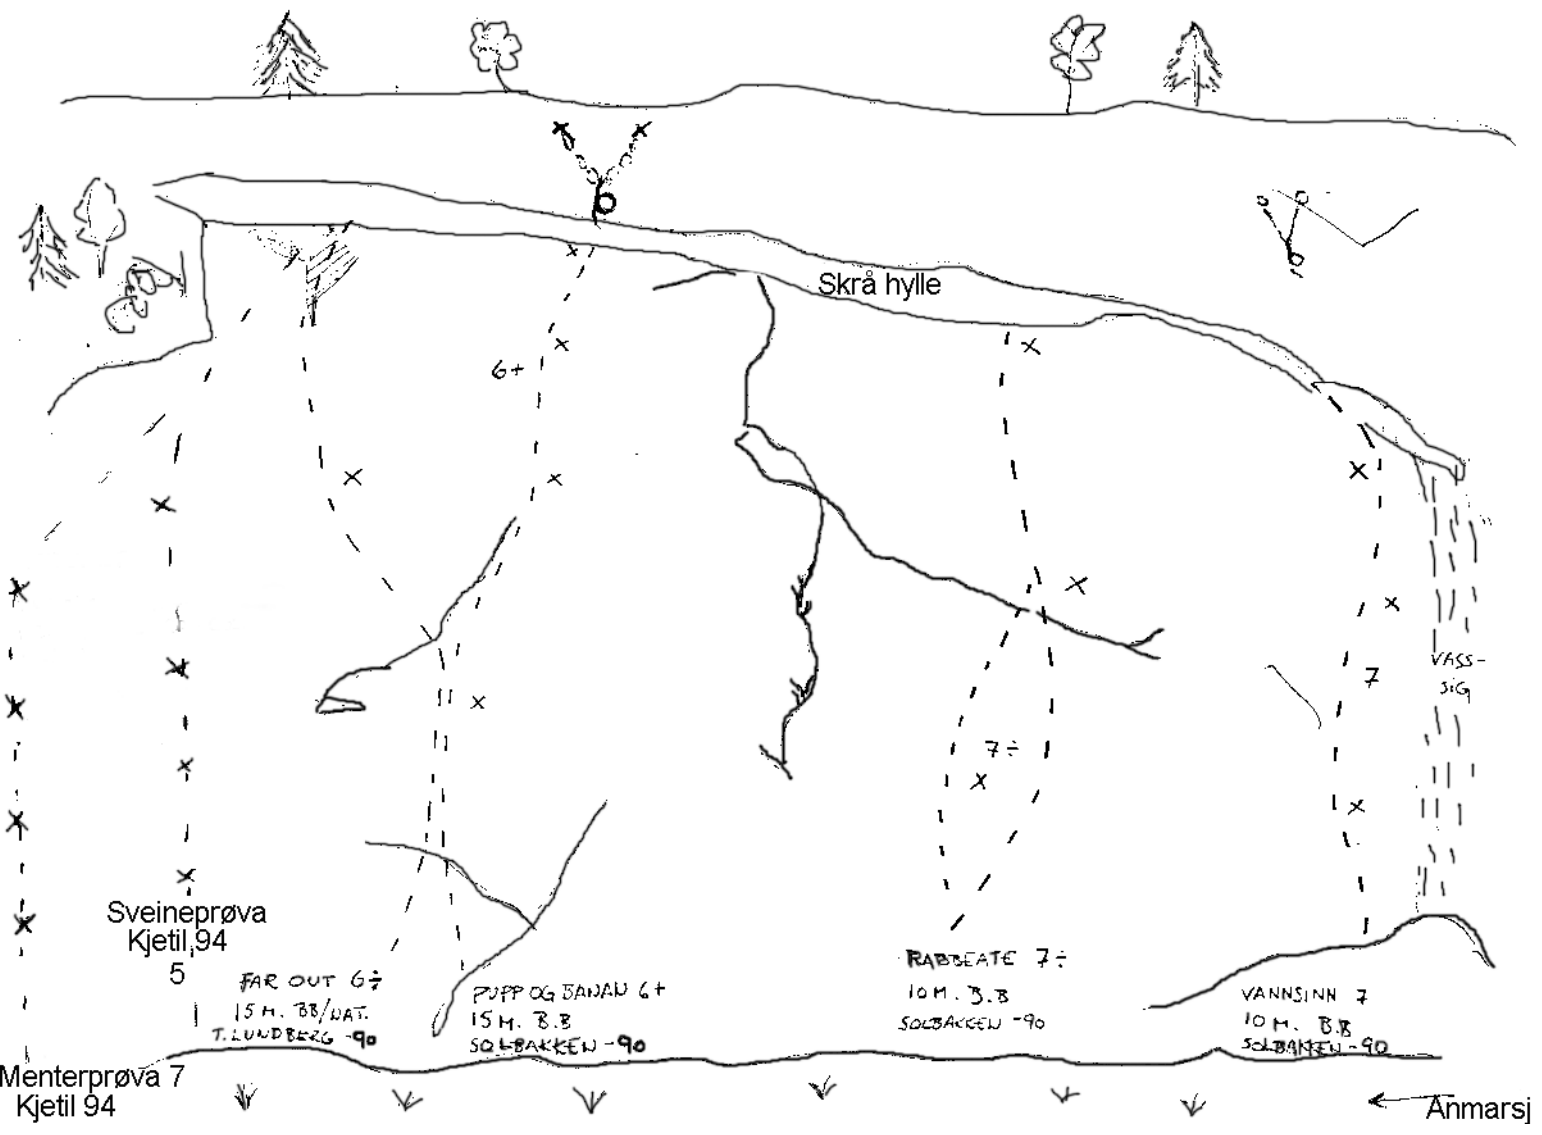 Skrå hylle
6+
VASS-
SIG
7
7÷
Sveineprøva
Kjetil 94
5
FAR OUT 6÷
15 M. BB/NAT.
T. LUNDBERG -90
PUPP OG BANAN 6+
15 M. B.B
SOLBAKKEN -90
RABBEATE 7÷
10 M. B.B
SOLBAKKEN -90
VANNSINN 7
10 M. B.B
SOLBAKKEN -90
Menterprøva 7
Kjetil 94
Anmarsj